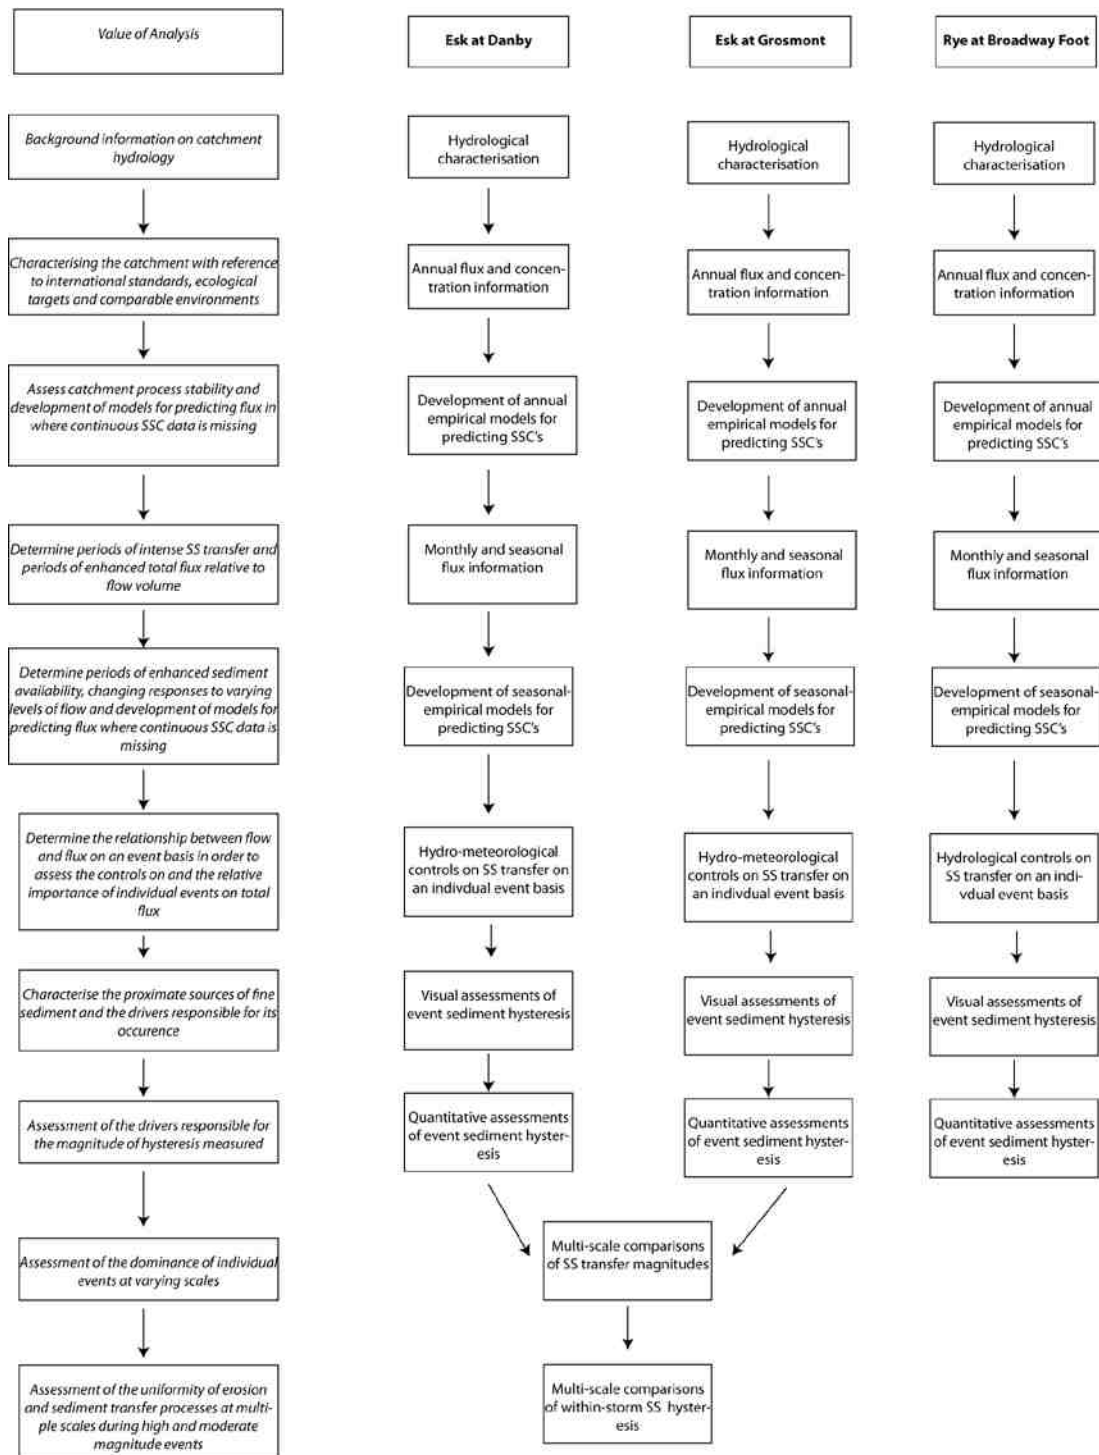 Value of Analysis
Esk at Danby
Esk at Grosmont
Rye at Broadway Foot
Background information on catchment
hydrology
Hydrological
characterisation
Hydrological
characterisation
Hydrological
characterisation
Characterising the catchment with reference
to international standards, ecological
targets and comparable environments
Annual flux and concen-
tration information
Annual flux and concen-
tration information
Annual flux and concen-
tration information
Assess catchment process stability and
development of models for predicting flux in
where continuous SSC data is missing
Development of annual
empirical models for
predicting SSC's
Development of annual
empirical models for
predicting SSC's
Development of annual
empirical models for
predicting SSC's
Determine periods of intense SS transfer and
periods of enhanced total flux relative to
flow volume
Monthly and seasonal
flux information
Monthly and seasonal
flux information
Monthly and seasonal
flux information
Determine periods of enhanced sediment
availability, changing responses to varying
levels of flow and development of models for
predicting flux where continuous SSC data is
missing
Development of seasonal-
empirical models for
predicting SSC's
Development of seasonal-
empirical models for
predicting SSC's
Development of seasonal-
empirical models for
predicting SSC's
Determine the relationship between flow
and flux on an event basis in order to
assess the controls on and the relative
importance of individual events on total
flux
Hydro-meteorological
controls on SS transfer on
an indivdual event basis
Hydro-meteorological
controls on SS transfer on
an indivdual event basis
Hydrological controls on
SS transfer on an indi-
vdual event basis
Characterise the proximate sources of fine
sediment and the drivers responsible for its
occurence
Visual assessments of
event sediment hysteresis
Visual assessments of
event sediment hysteresis
Visual assessments of
event sediment hysteresis
Assessment of the drivers responsible for
the magnitude of hysteresis measured
Quantitative assessments
of event sediment hyster-
esis
Quantitative assessments
of event sediment hyster-
esis
Quantitative assessments
of event sediment hyster-
esis
Assessment of the dominance of individual
events at varying scales
Multi-scale comparisons
of SS transfer magnitudes
Assessment of the uniformity of erosion
and sediment transfer processes at multi-
ple scales during high and moderate
magnitude events
Multi-scale comparisons
of within-storm SS hyster-
esis